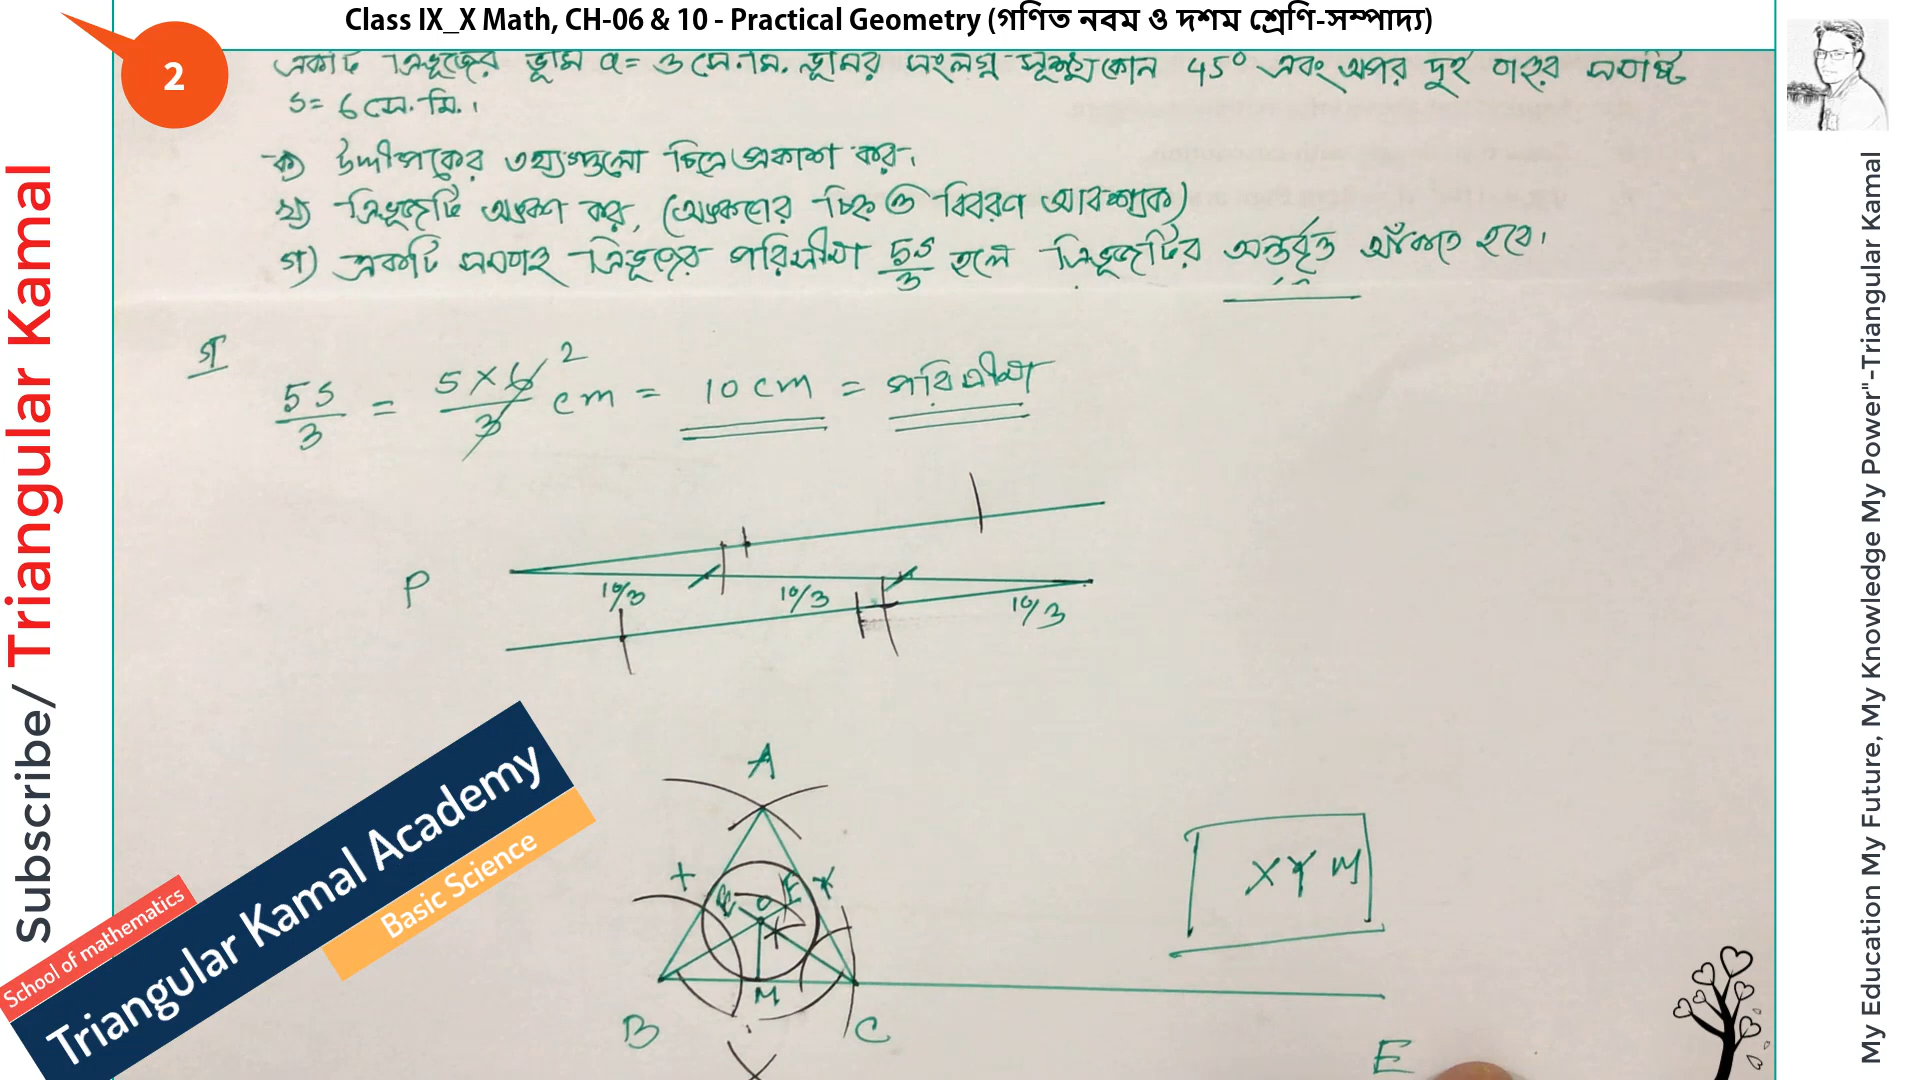 Class IX_X Math, CH-06 & 10 - Practical Geometry (গণিত নবম ও দশম শ্রেণি-সম্পাদ্য)
2
একটি ত্রিভূজের ভূমি a= 3 সে.মি. ভূমির সংলগ্ন সূক্ষ্মকোন 45° এবং অপর দুই বাহুর সমষ্টি
s= 6 সে. মি.।
ক) উদ্দীপকের তথ্যগুলো চিত্রে প্রকাশ কর।
খ) ত্রিভূজটি অঙ্কন কর, (অঙ্কনের চিহ্ন ও বিবরণ আবশ্যক)
গ) একটি সমবাহু ত্রিভূজের পরিসীমা 5s/3 হলে ত্রিভূজটির অন্তর্বৃত্ত আঁকতে হবে।
গ
5s/3 = 5×6/3 2 cm = 10 cm = পরিসীমা
P
10/3 10/3 10/3
A
X Y M
E F
O
M
B C
E
Subscribe/ Triangular Kamal
School of mathematics
Triangular Kamal Academy
Basic Science
My Education My Future, My Knowledge My Power"-Triangular Kamal